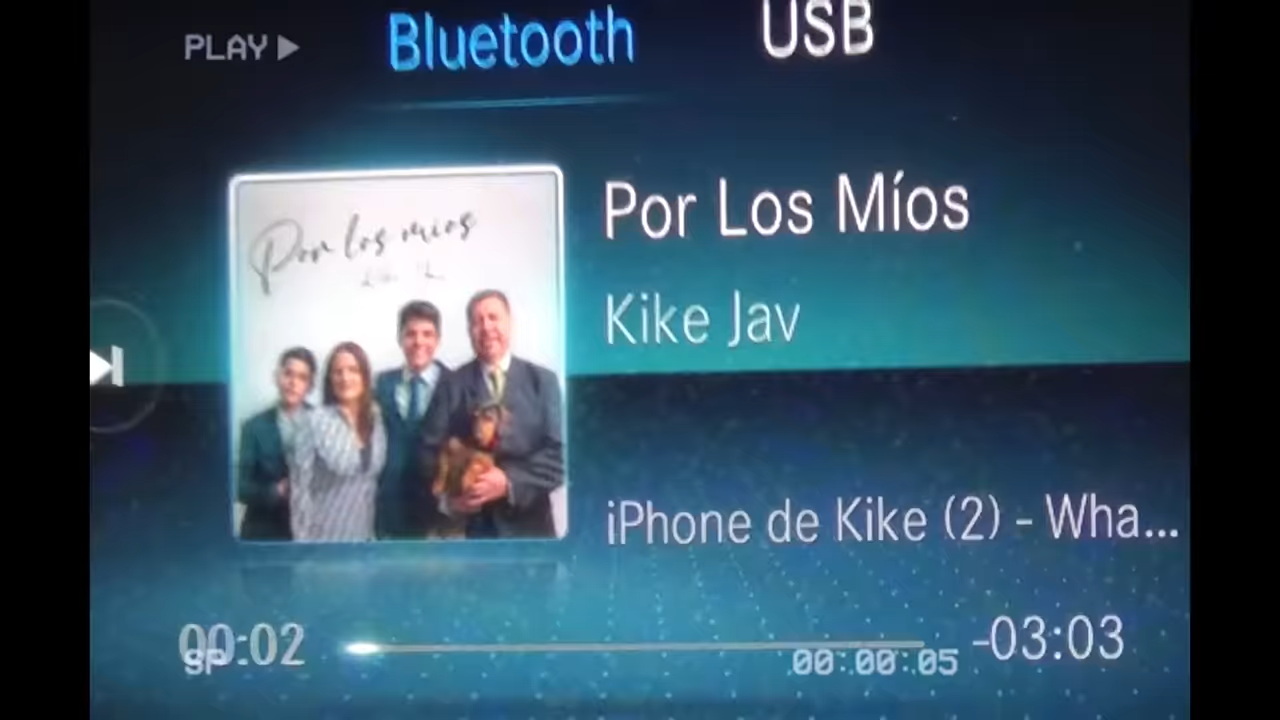 PLAY
Bluetooth
USB
Por Los Míos
Por los mios
Kike Jav
iPhone de Kike (2) - Wha...
00:02
-03:03
SP
00:00:05